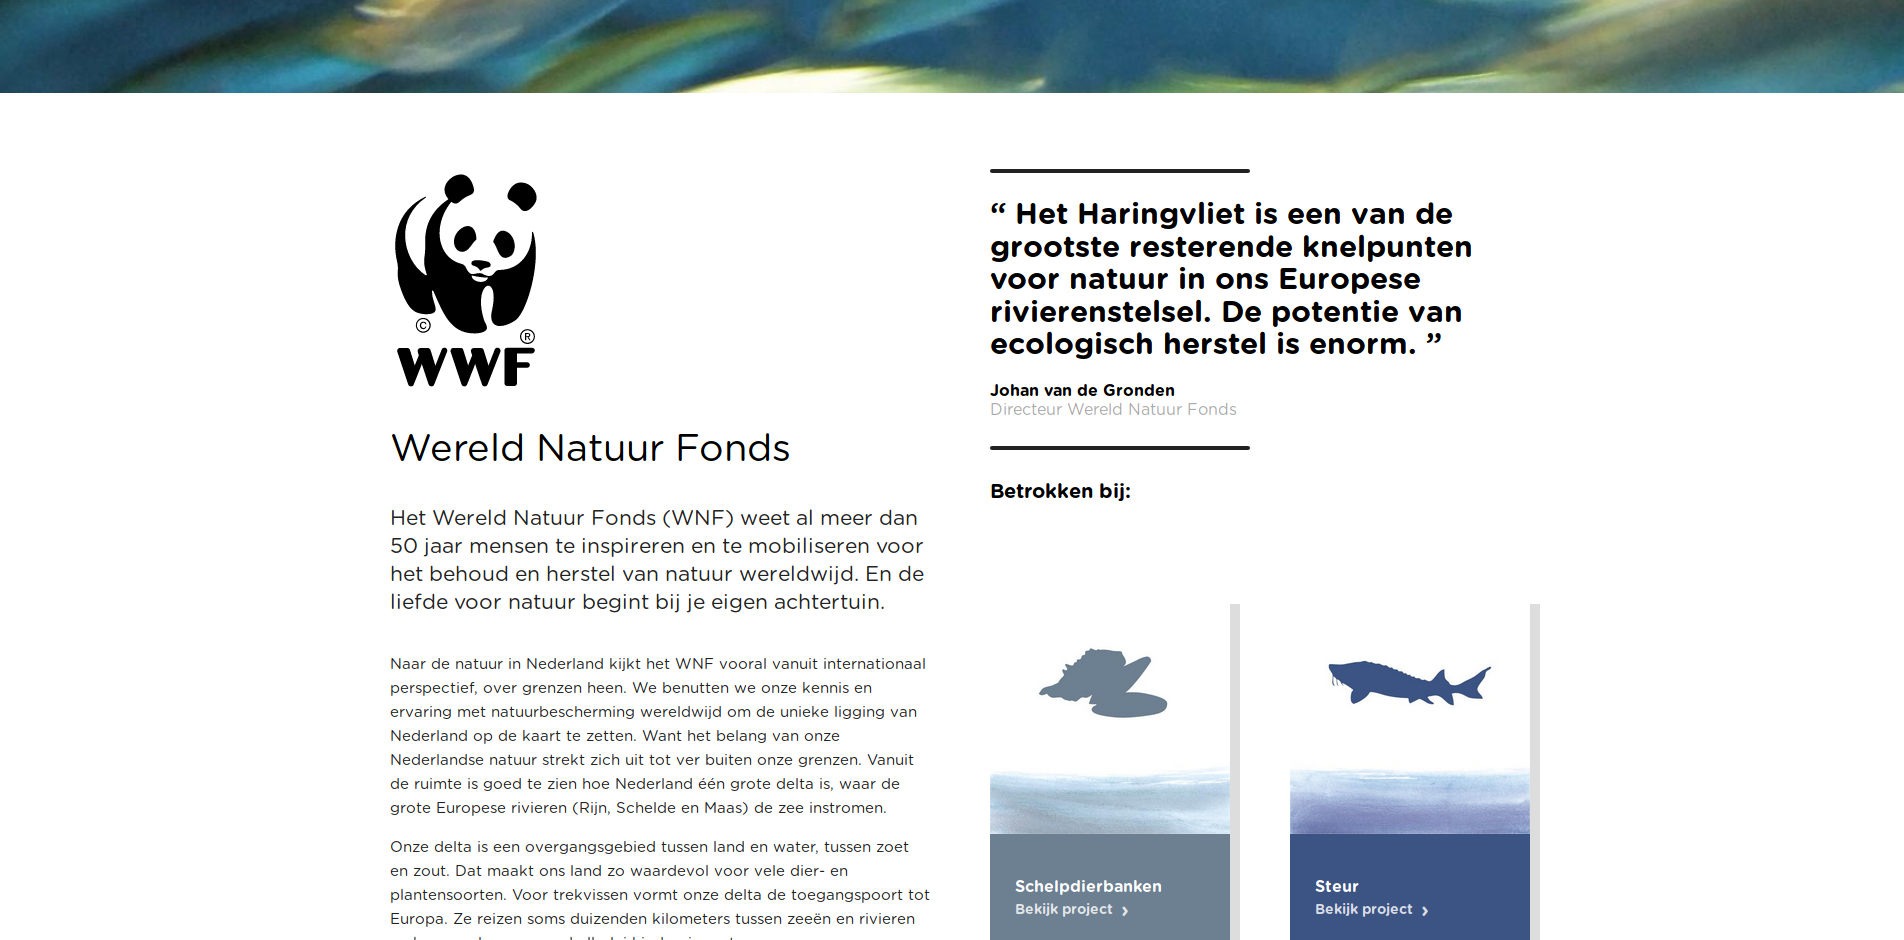 ©
®
WWF
Wereld Natuur Fonds
Het Wereld Natuur Fonds (WNF) weet al meer dan
50 jaar mensen te inspireren en te mobiliseren voor
het behoud en herstel van natuur wereldwijd. En de
liefde voor natuur begint bij je eigen achtertuin.
Naar de natuur in Nederland kijkt het WNF vooral vanuit internationaal
perspectief, over grenzen heen. We benutten we onze kennis en
ervaring met natuurbescherming wereldwijd om de unieke ligging van
Nederland op de kaart te zetten. Want het belang van onze
Nederlandse natuur strekt zich uit tot ver buiten onze grenzen. Vanuit
de ruimte is goed te zien hoe Nederland één grote delta is, waar de
grote Europese rivieren (Rijn, Schelde en Maas) de zee instromen.
Onze delta is een overgangsgebied tussen land en water, tussen zoet
en zout. Dat maakt ons land zo waardevol voor vele dier- en
plantensoorten. Voor trekvissen vormt onze delta de toegangspoort tot
Europa. Ze reizen soms duizenden kilometers tussen zeeën en rivieren
“ Het Haringvliet is een van de
grootste resterende knelpunten
voor natuur in ons Europese
rivierenstelsel. De potentie van
ecologisch herstel is enorm. ”
Johan van de Gronden
Directeur Wereld Natuur Fonds
Betrokken bij:
Schelpdierbanken
Bekijk project ›
Steur
Bekijk project ›